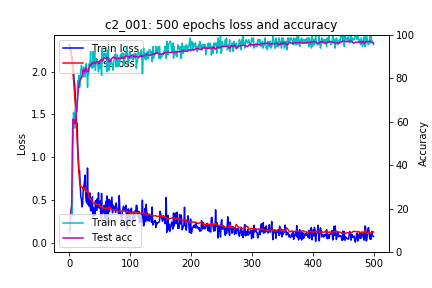 c2_001: 500 epochs loss and accuracy
Train loss
Test loss
Train acc
Test acc
Loss
2.0
1.5
1.0
0.5
0.0
Accuracy
100
80
60
40
20
0
0
100
200
300
400
500